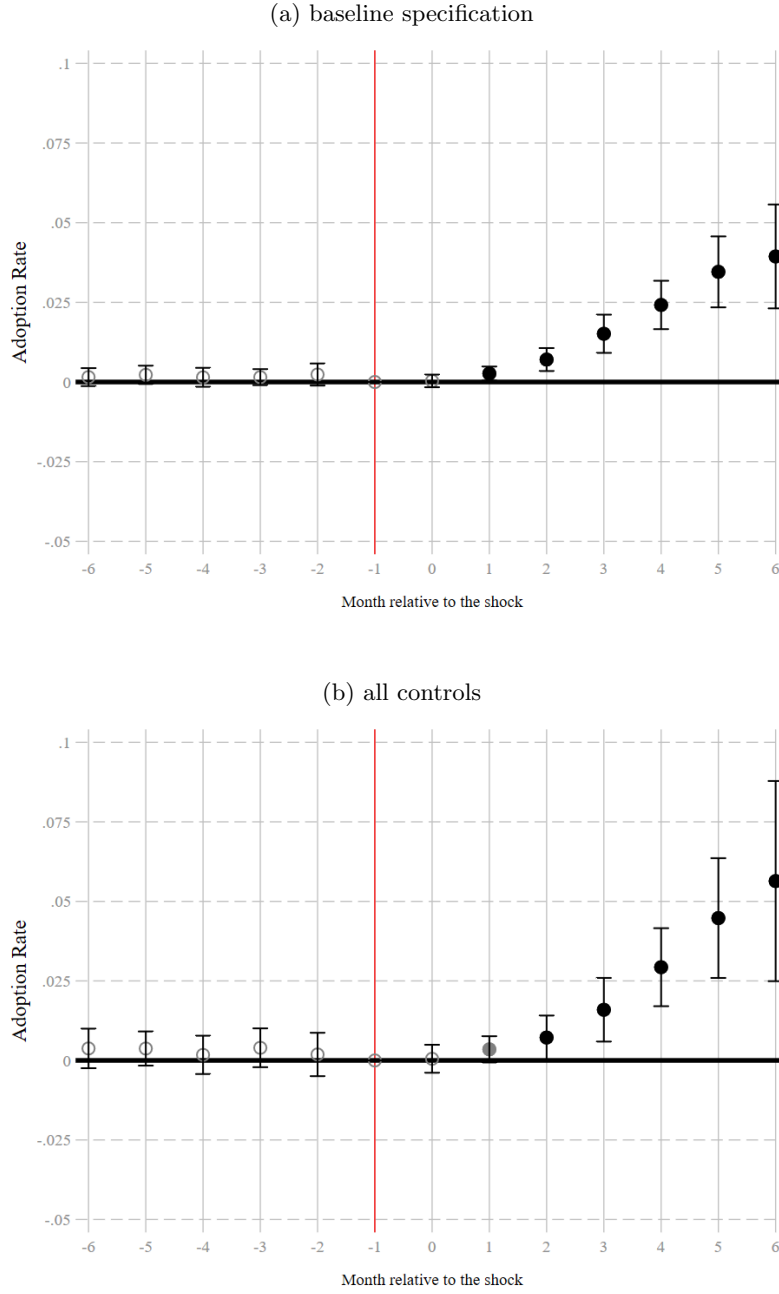 (a) baseline specification
.1
.075
.05
.025
0
-.025
-.05
Adoption Rate
-6 -5 -4 -3 -2 -1 0 1 2 3 4 5 6
Month relative to the shock
(b) all controls
.1
.075
.05
.025
0
-.025
-.05
Adoption Rate
-6 -5 -4 -3 -2 -1 0 1 2 3 4 5 6
Month relative to the shock